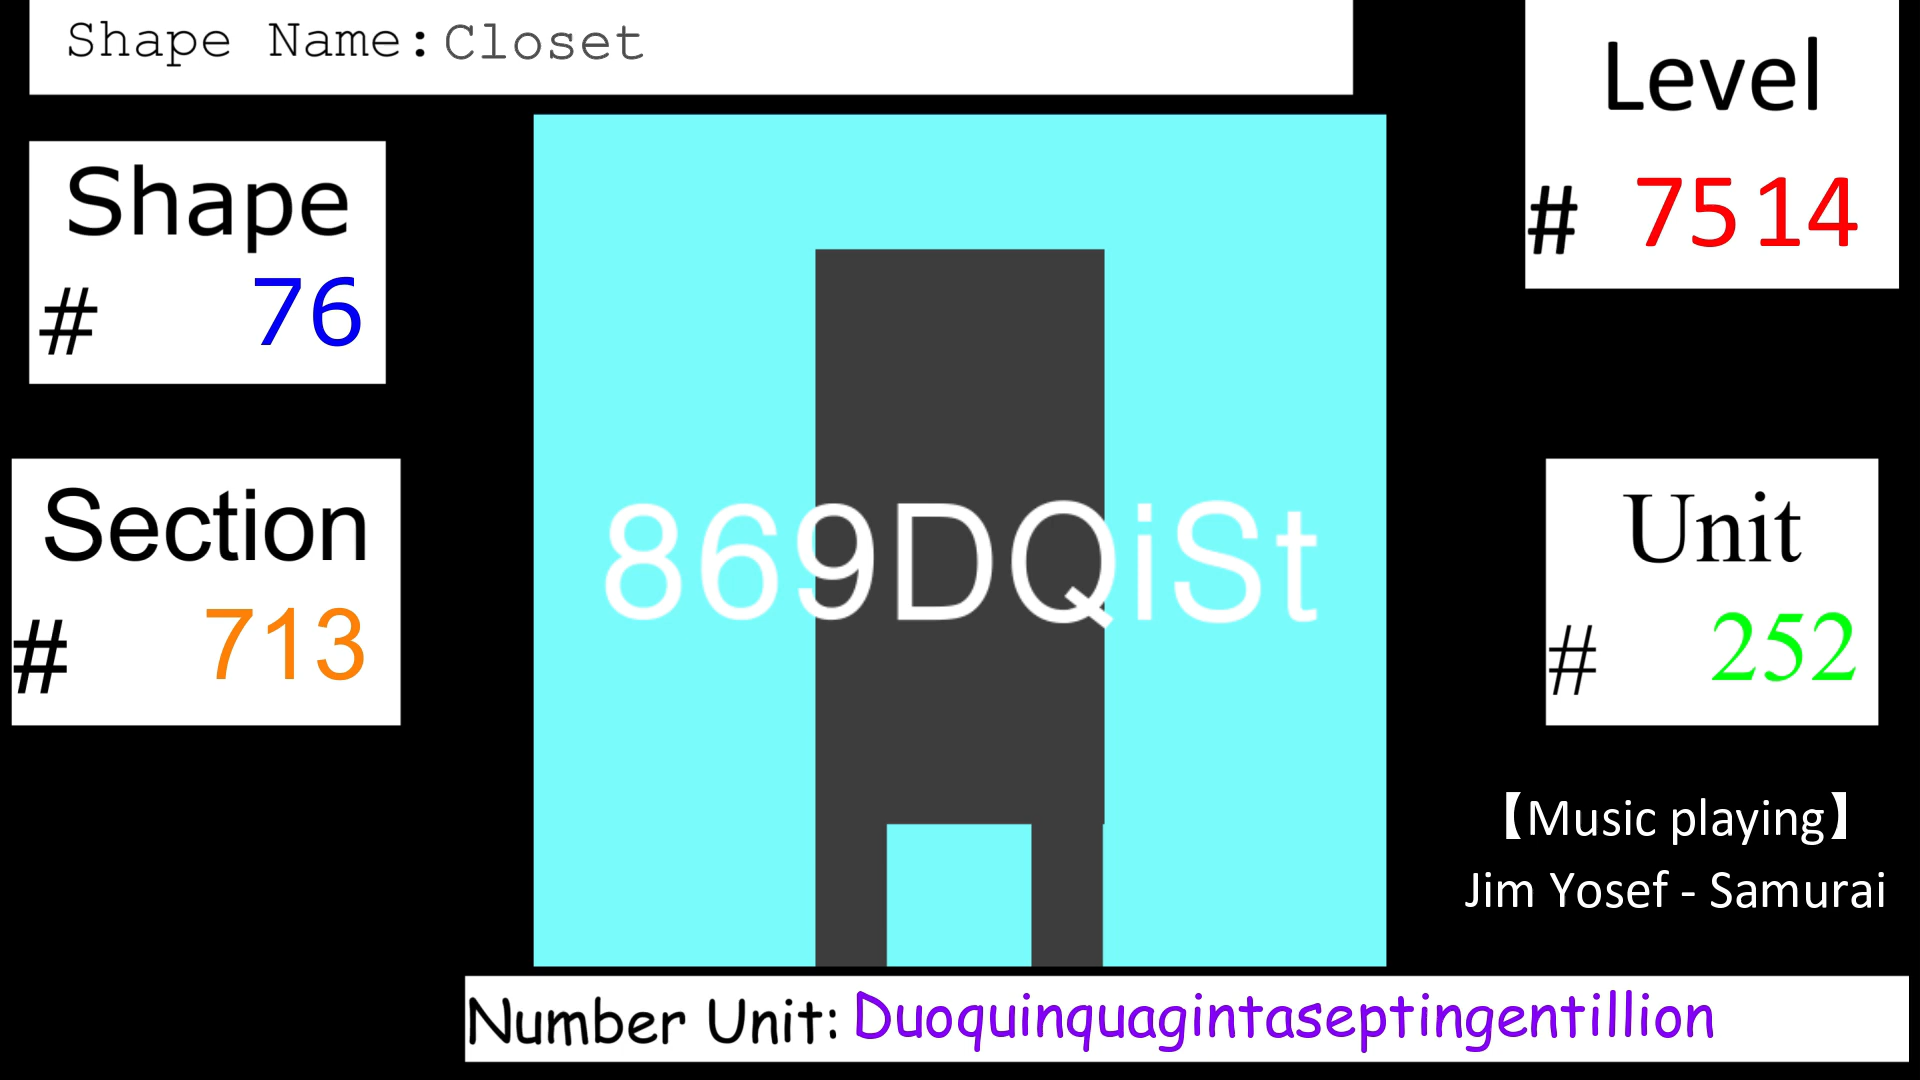 Shape Name: Closet
Shape
# 76
Section
# 713
869DQiSt
Level
# 7514
Unit
# 252
【Music playing】
Jim Yosef - Samurai
Number Unit: Duoquinquagintaseptingentillion